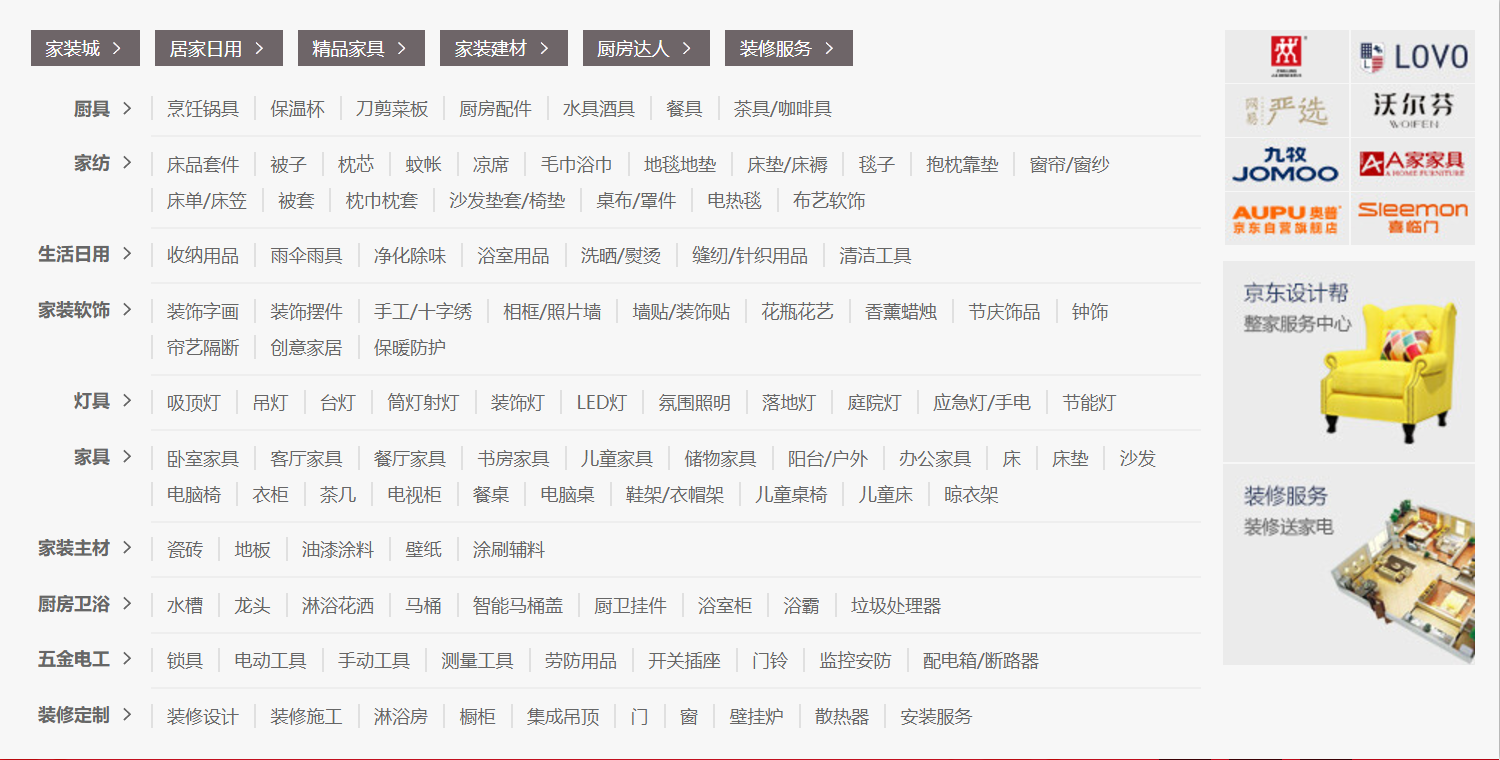 家装城 居家日用 精品家具 家装建材 厨房达人 装修服务
厨具 烹饪锅具 保温杯 刀剪菜板 厨房配件 水具酒具 餐具 茶具/咖啡具
家纺 床品套件 被子 枕芯 蚊帐 凉席 毛巾浴巾 地毯地垫 床垫/床褥 毯子 抱枕靠垫 窗帘/窗纱
床单/床笠 被套 枕巾枕套 沙发垫套/椅垫 桌布/罩件 电热毯 布艺软饰
生活日用 收纳用品 雨伞雨具 净化除味 浴室用品 洗晒/熨烫 缝纫/针织用品 清洁工具
家装软饰 装饰字画 装饰摆件 手工/十字绣 相框/照片墙 墙贴/装饰贴 花瓶花艺 香薰蜡烛 节庆饰品 钟饰
帘艺隔断 创意家居 保暖防护
灯具 吸顶灯 吊灯 台灯 筒灯射灯 装饰灯 LED灯 氛围照明 落地灯 庭院灯 应急灯/手电 节能灯
家具 卧室家具 客厅家具 餐厅家具 书房家具 儿童家具 储物家具 阳台/户外 办公家具 床 床垫 沙发
电脑椅 衣柜 茶几 电视柜 餐桌 电脑桌 鞋架/衣帽架 儿童桌椅 儿童床 晾衣架
家装主材 瓷砖 地板 油漆涂料 壁纸 涂刷辅料
厨房卫浴 水槽 龙头 淋浴花洒 马桶 智能马桶盖 厨卫挂件 浴室柜 浴霸 垃圾处理器
五金电工 锁具 电动工具 手动工具 测量工具 劳防用品 开关插座 门铃 监控安防 配电箱/断路器
装修定制 装修设计 装修施工 淋浴房 橱柜 集成吊顶 门 窗 壁挂炉 散热器 安装服务
LOVO
网易严选 沃尔芬
WOIFEN
九牧 A家家具
JOMOO A HOME FURNITURE
AUPU 奥普 Sleemon
京东自营旗舰店 喜临门
京东设计帮
整家服务中心
装修服务
装修送家电